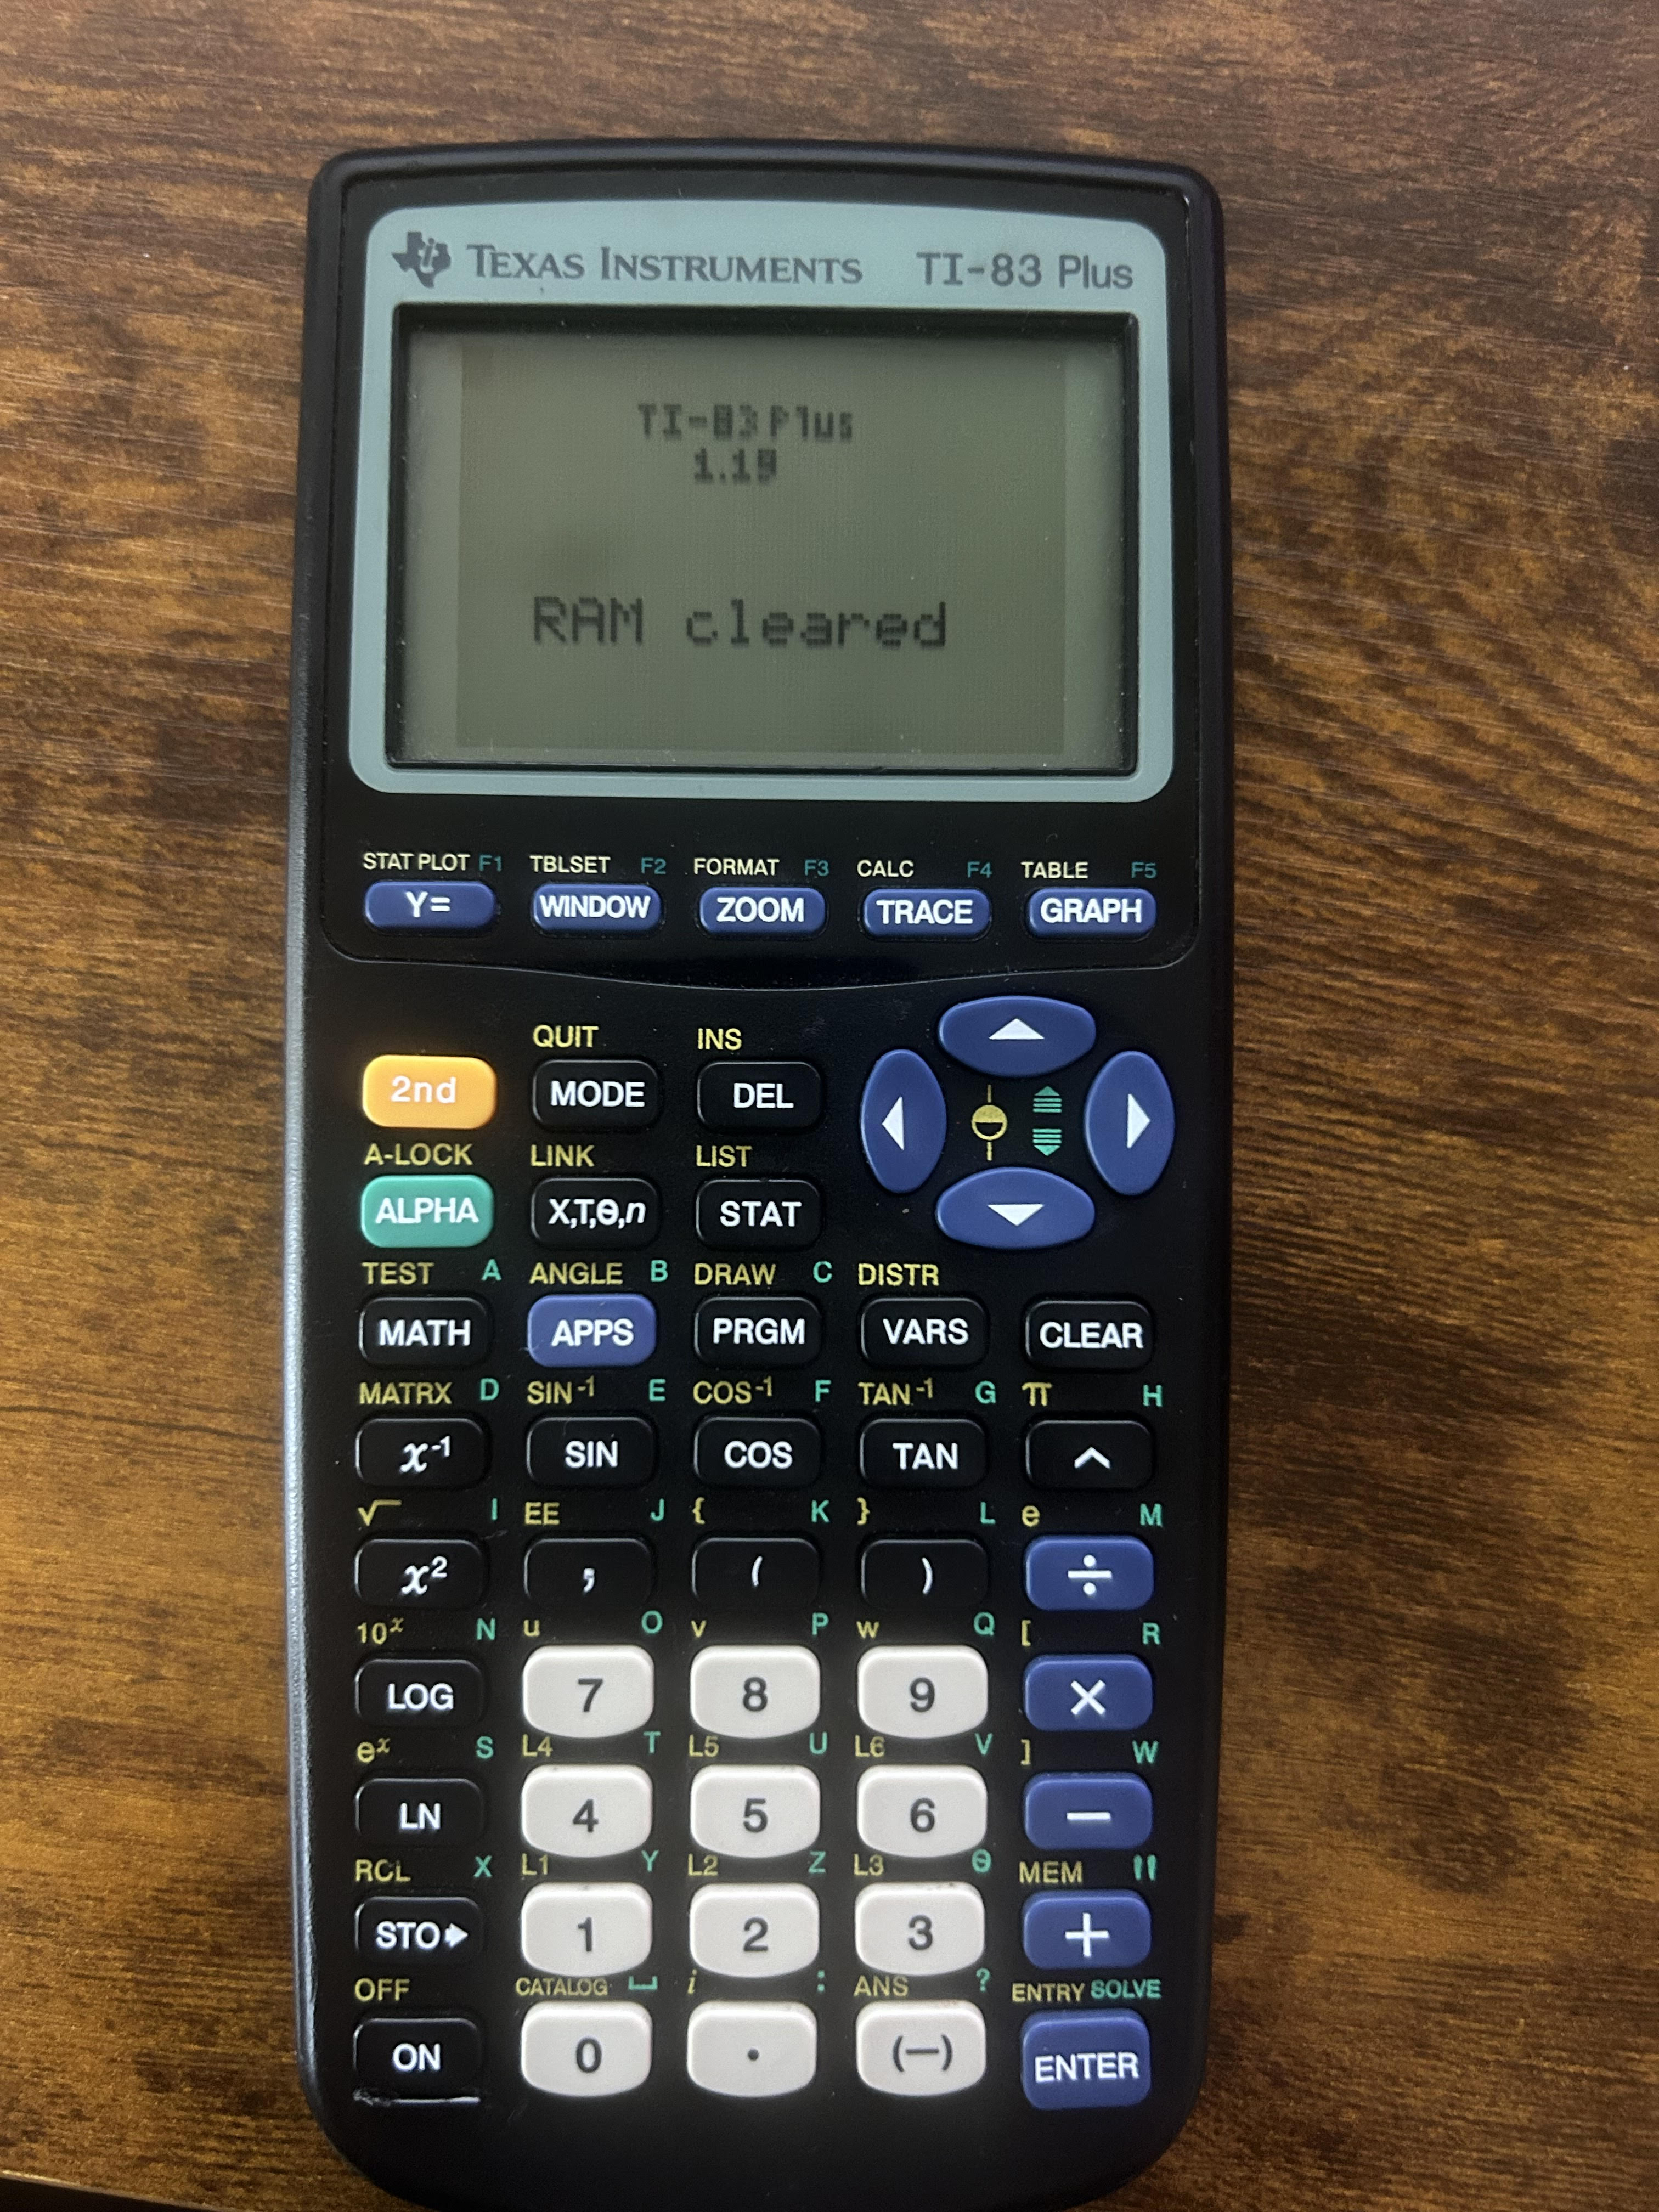 TEXAS INSTRUMENTS TI-83 Plus
TI-83 Plus
1.19
RAM cleared
STAT PLOT F1 TBLSET F2 FORMAT F3 CALC F4 TABLE F5
Y= WINDOW ZOOM TRACE GRAPH
QUIT INS
2nd MODE DEL
A-LOCK LINK LIST
ALPHA X,T,Θ,n STAT
TEST A ANGLE B DRAW C DISTR
MATH APPS PRGM VARS CLEAR
MATRX D SIN⁻¹ E COS⁻¹ F TAN⁻¹ G π H
x⁻¹ SIN COS TAN ^
√ I EE J { K } L e M
x² , ( ) ÷
10ˣ N u O v P w Q [ R
LOG 7 8 9 ×
eˣ S L4 T L5 U L6 V ] W
LN 4 5 6 −
RCL X L1 Y L2 Z L3 θ MEM "
STO▸ 1 2 3 +
OFF CATALOG ⎵ i : ANS ? ENTRY SOLVE
ON 0 . (−) ENTER